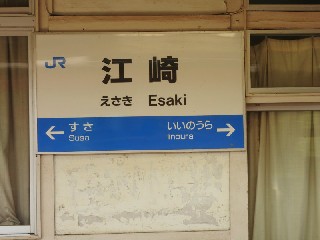 JR 江崎
えさき Esaki
← すさ いいのうら →
Susa Iinoura